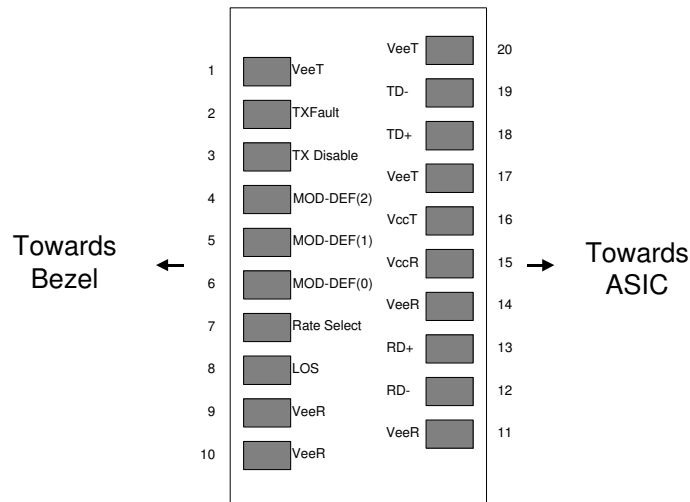 VeeT 20
1 VeeT
TD- 19
2 TXFault
TD+ 18
3 TX Disable
VeeT 17
4 MOD-DEF(2)
VccT 16
5 MOD-DEF(1)
Towards
Bezel
VccR 15
Towards
ASIC
6 MOD-DEF(0)
VeeR 14
7 Rate Select
RD+ 13
8 LOS
RD- 12
9 VeeR
VeeR 11
10 VeeR